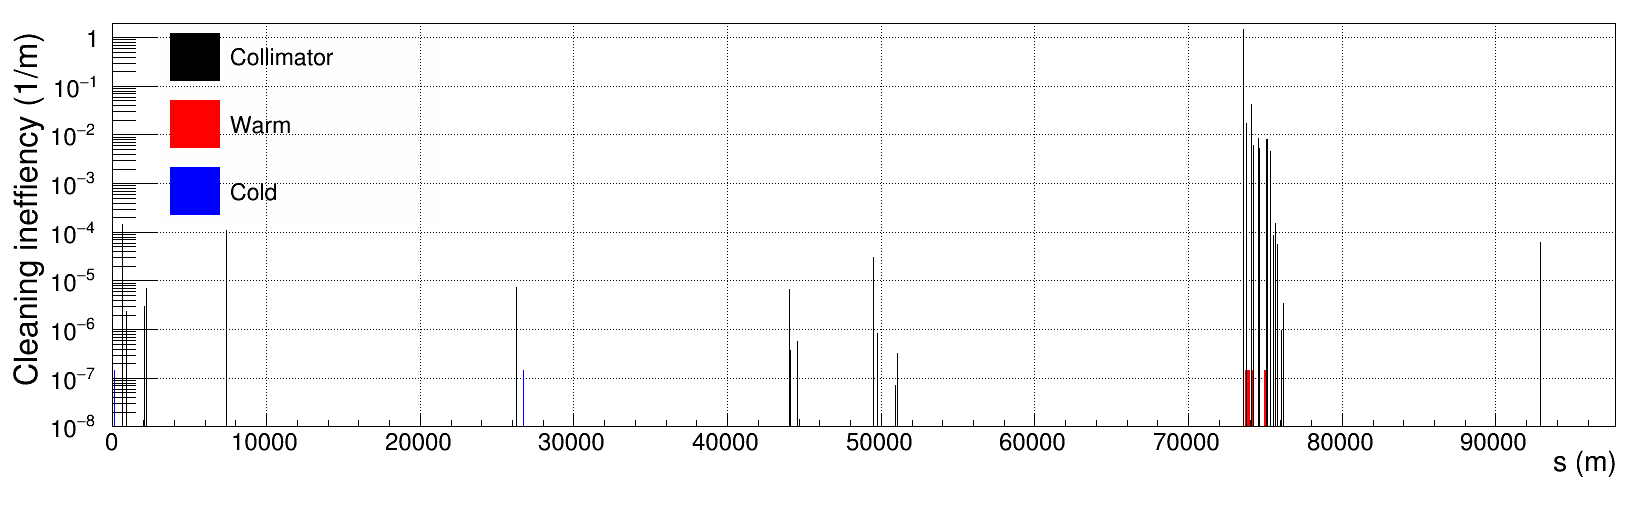 Cleaning ineffiency (1/m)
1
10−1
10−2
10−3
10−4
10−5
10−6
10−7
10−8
Collimator
Warm
Cold
0 10000 20000 30000 40000 50000 60000 70000 80000 90000
s (m)